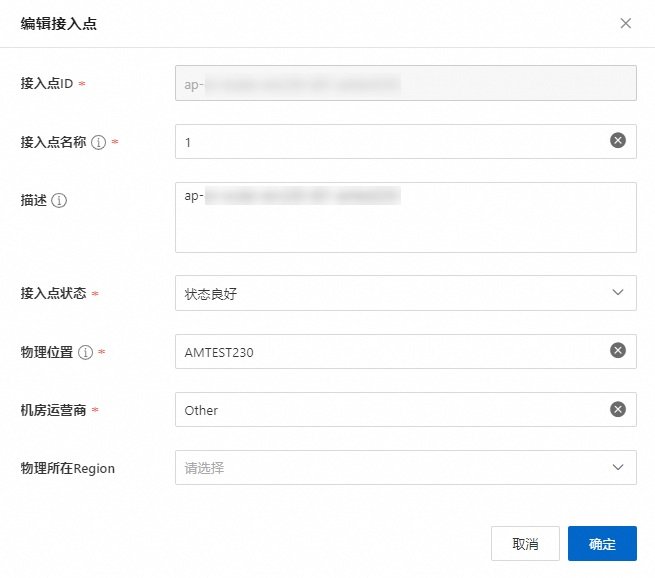 编辑接入点
接入点ID *
ap-
接入点名称 *
1
描述
ap-
接入点状态 *
状态良好
物理位置 *
AMTEST230
机房运营商 *
Other
物理所在Region
请选择
取消
确定